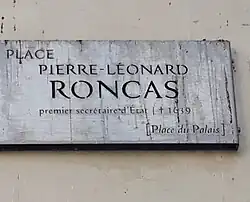 PLACE
PIERRE-LÉONARD
RONCAS
premier secrétaire d'État († 1639
[Place du Palais]